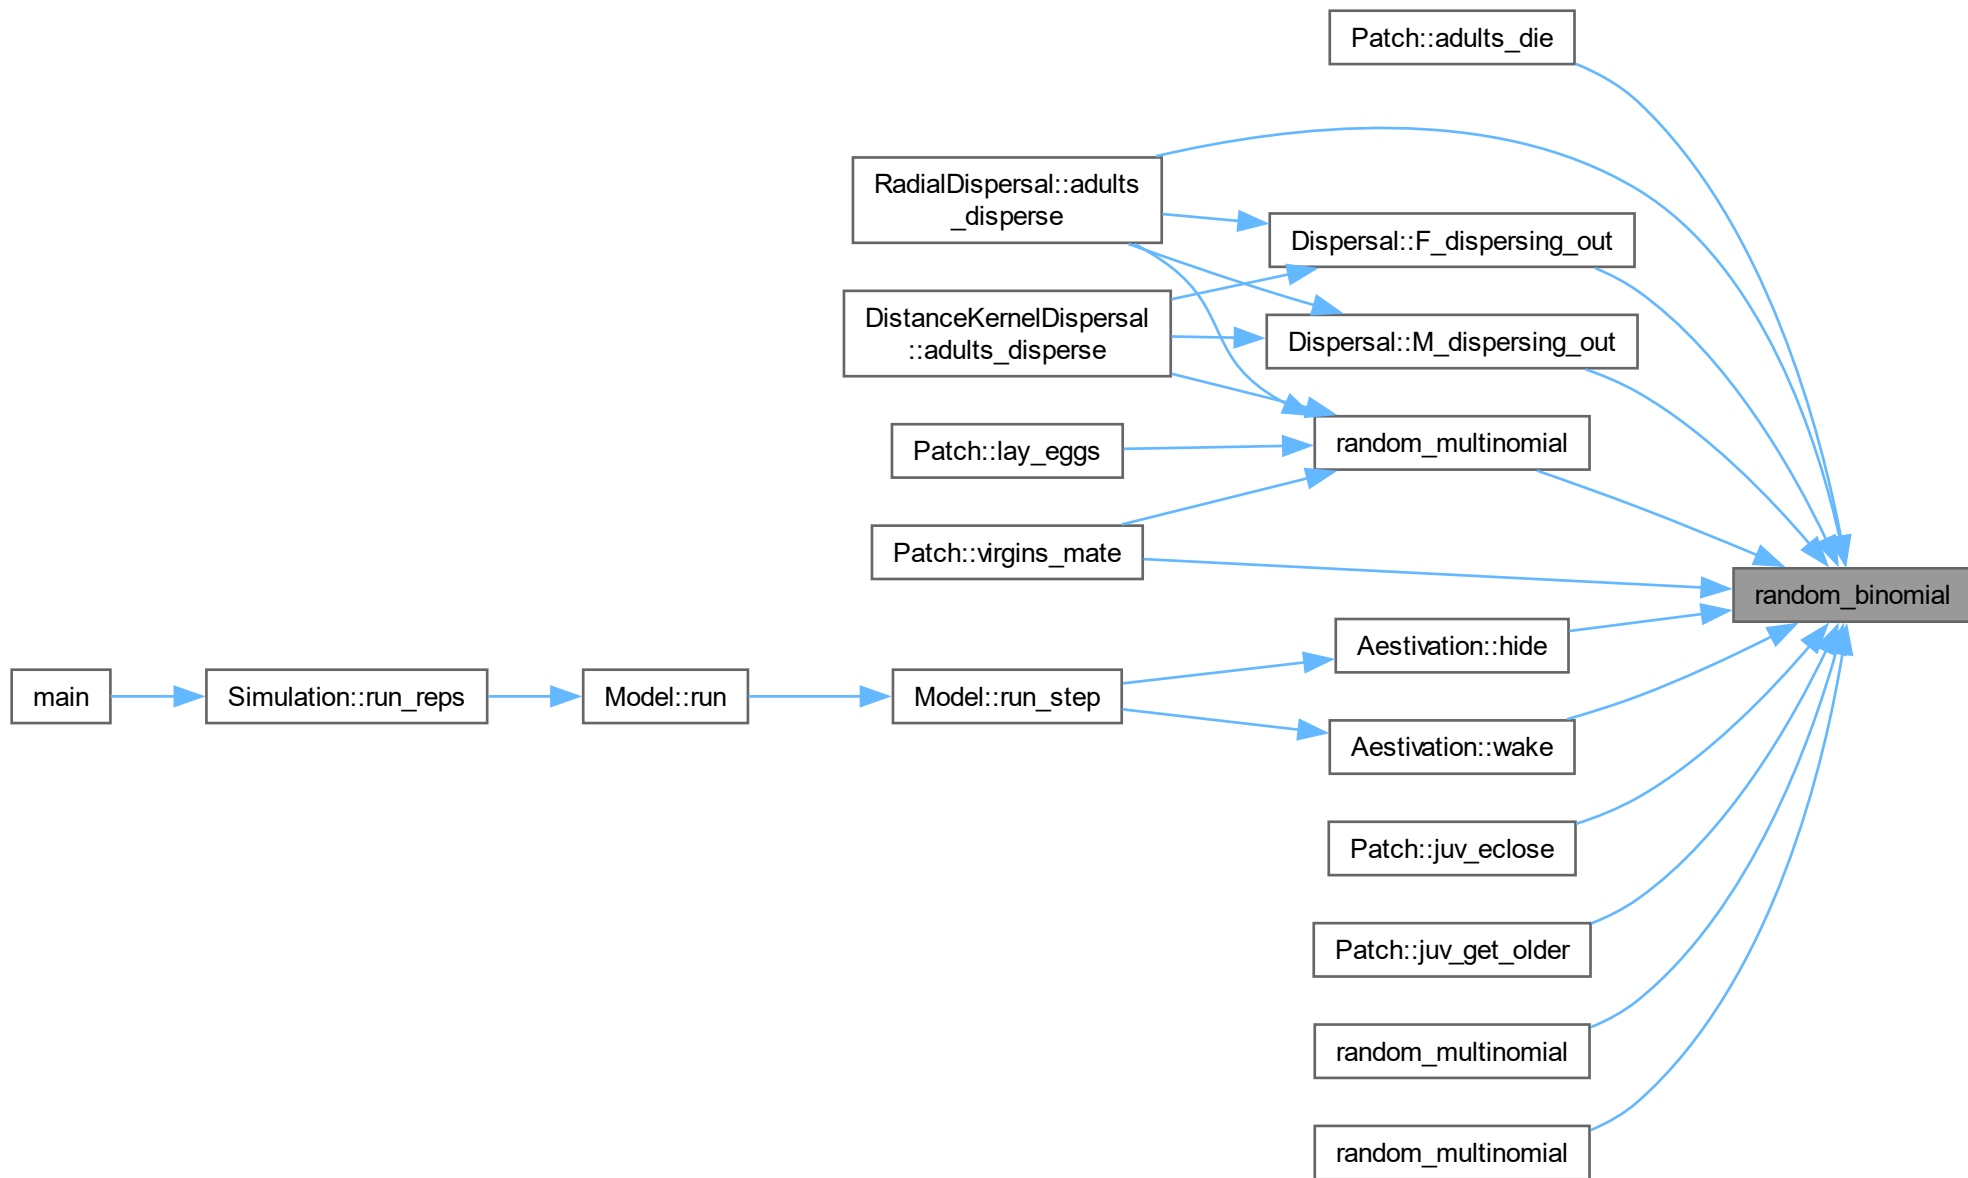 Patch::adults_die
RadialDispersal::adults
_disperse
Dispersal::F_dispersing_out
DistanceKernelDispersal
::adults_disperse
Dispersal::M_dispersing_out
Patch::lay_eggs
random_multinomial
Patch::virgins_mate
random_binomial
main
Simulation::run_reps
Model::run
Model::run_step
Aestivation::hide
Aestivation::wake
Patch::juv_eclose
Patch::juv_get_older
random_multinomial
random_multinomial